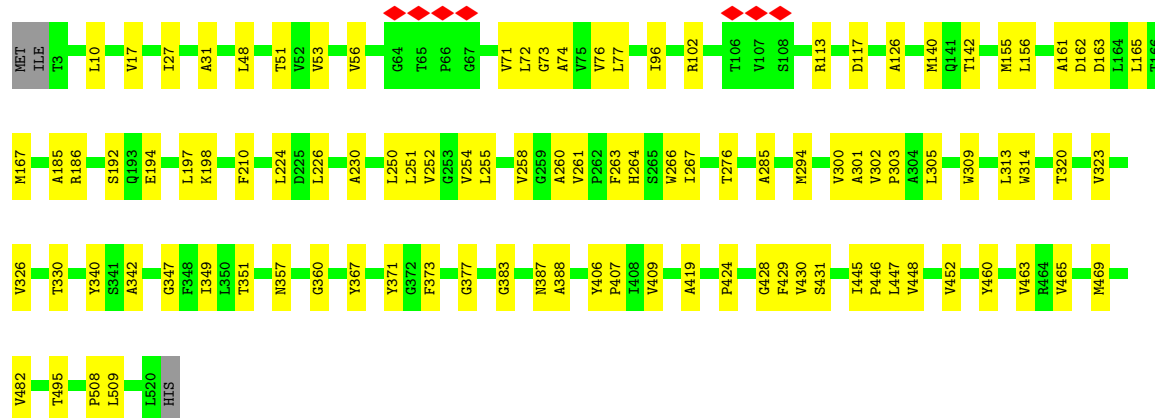 MET ILE T3 L10 V17 I27 A31 L48 T51 V52 V53 V56 G64 T65 P66 G67 V71 L72 G73 A74 V75 V76 L77 I96 R102 T106 V107 S108 R113 D117 A126 M140 Q141 T142 M155 L156 A161 D162 D163 L164 L165 T166
M167 A185 R186 S192 Q193 E194 L197 K198 F210 L224 D225 L226 A230 L250 L251 V252 G253 V254 L255 V258 G259 A260 V261 P262 F263 H264 S265 W266 I267 T276 A285 M294 V300 A301 V302 P303 A304 L305 W309 L313 W314 T320 V323
V326 T330 Y340 S341 A342 G347 F348 I349 L350 T351 N357 G360 Y367 Y371 G372 F373 G377 G383 N387 A388 Y406 P407 I408 V409 A419 P424 G428 F429 V430 S431 I445 P446 L447 V448 V452 Y460 V463 R464 V465 M469
V482 T495 P508 L509 L520 HIS